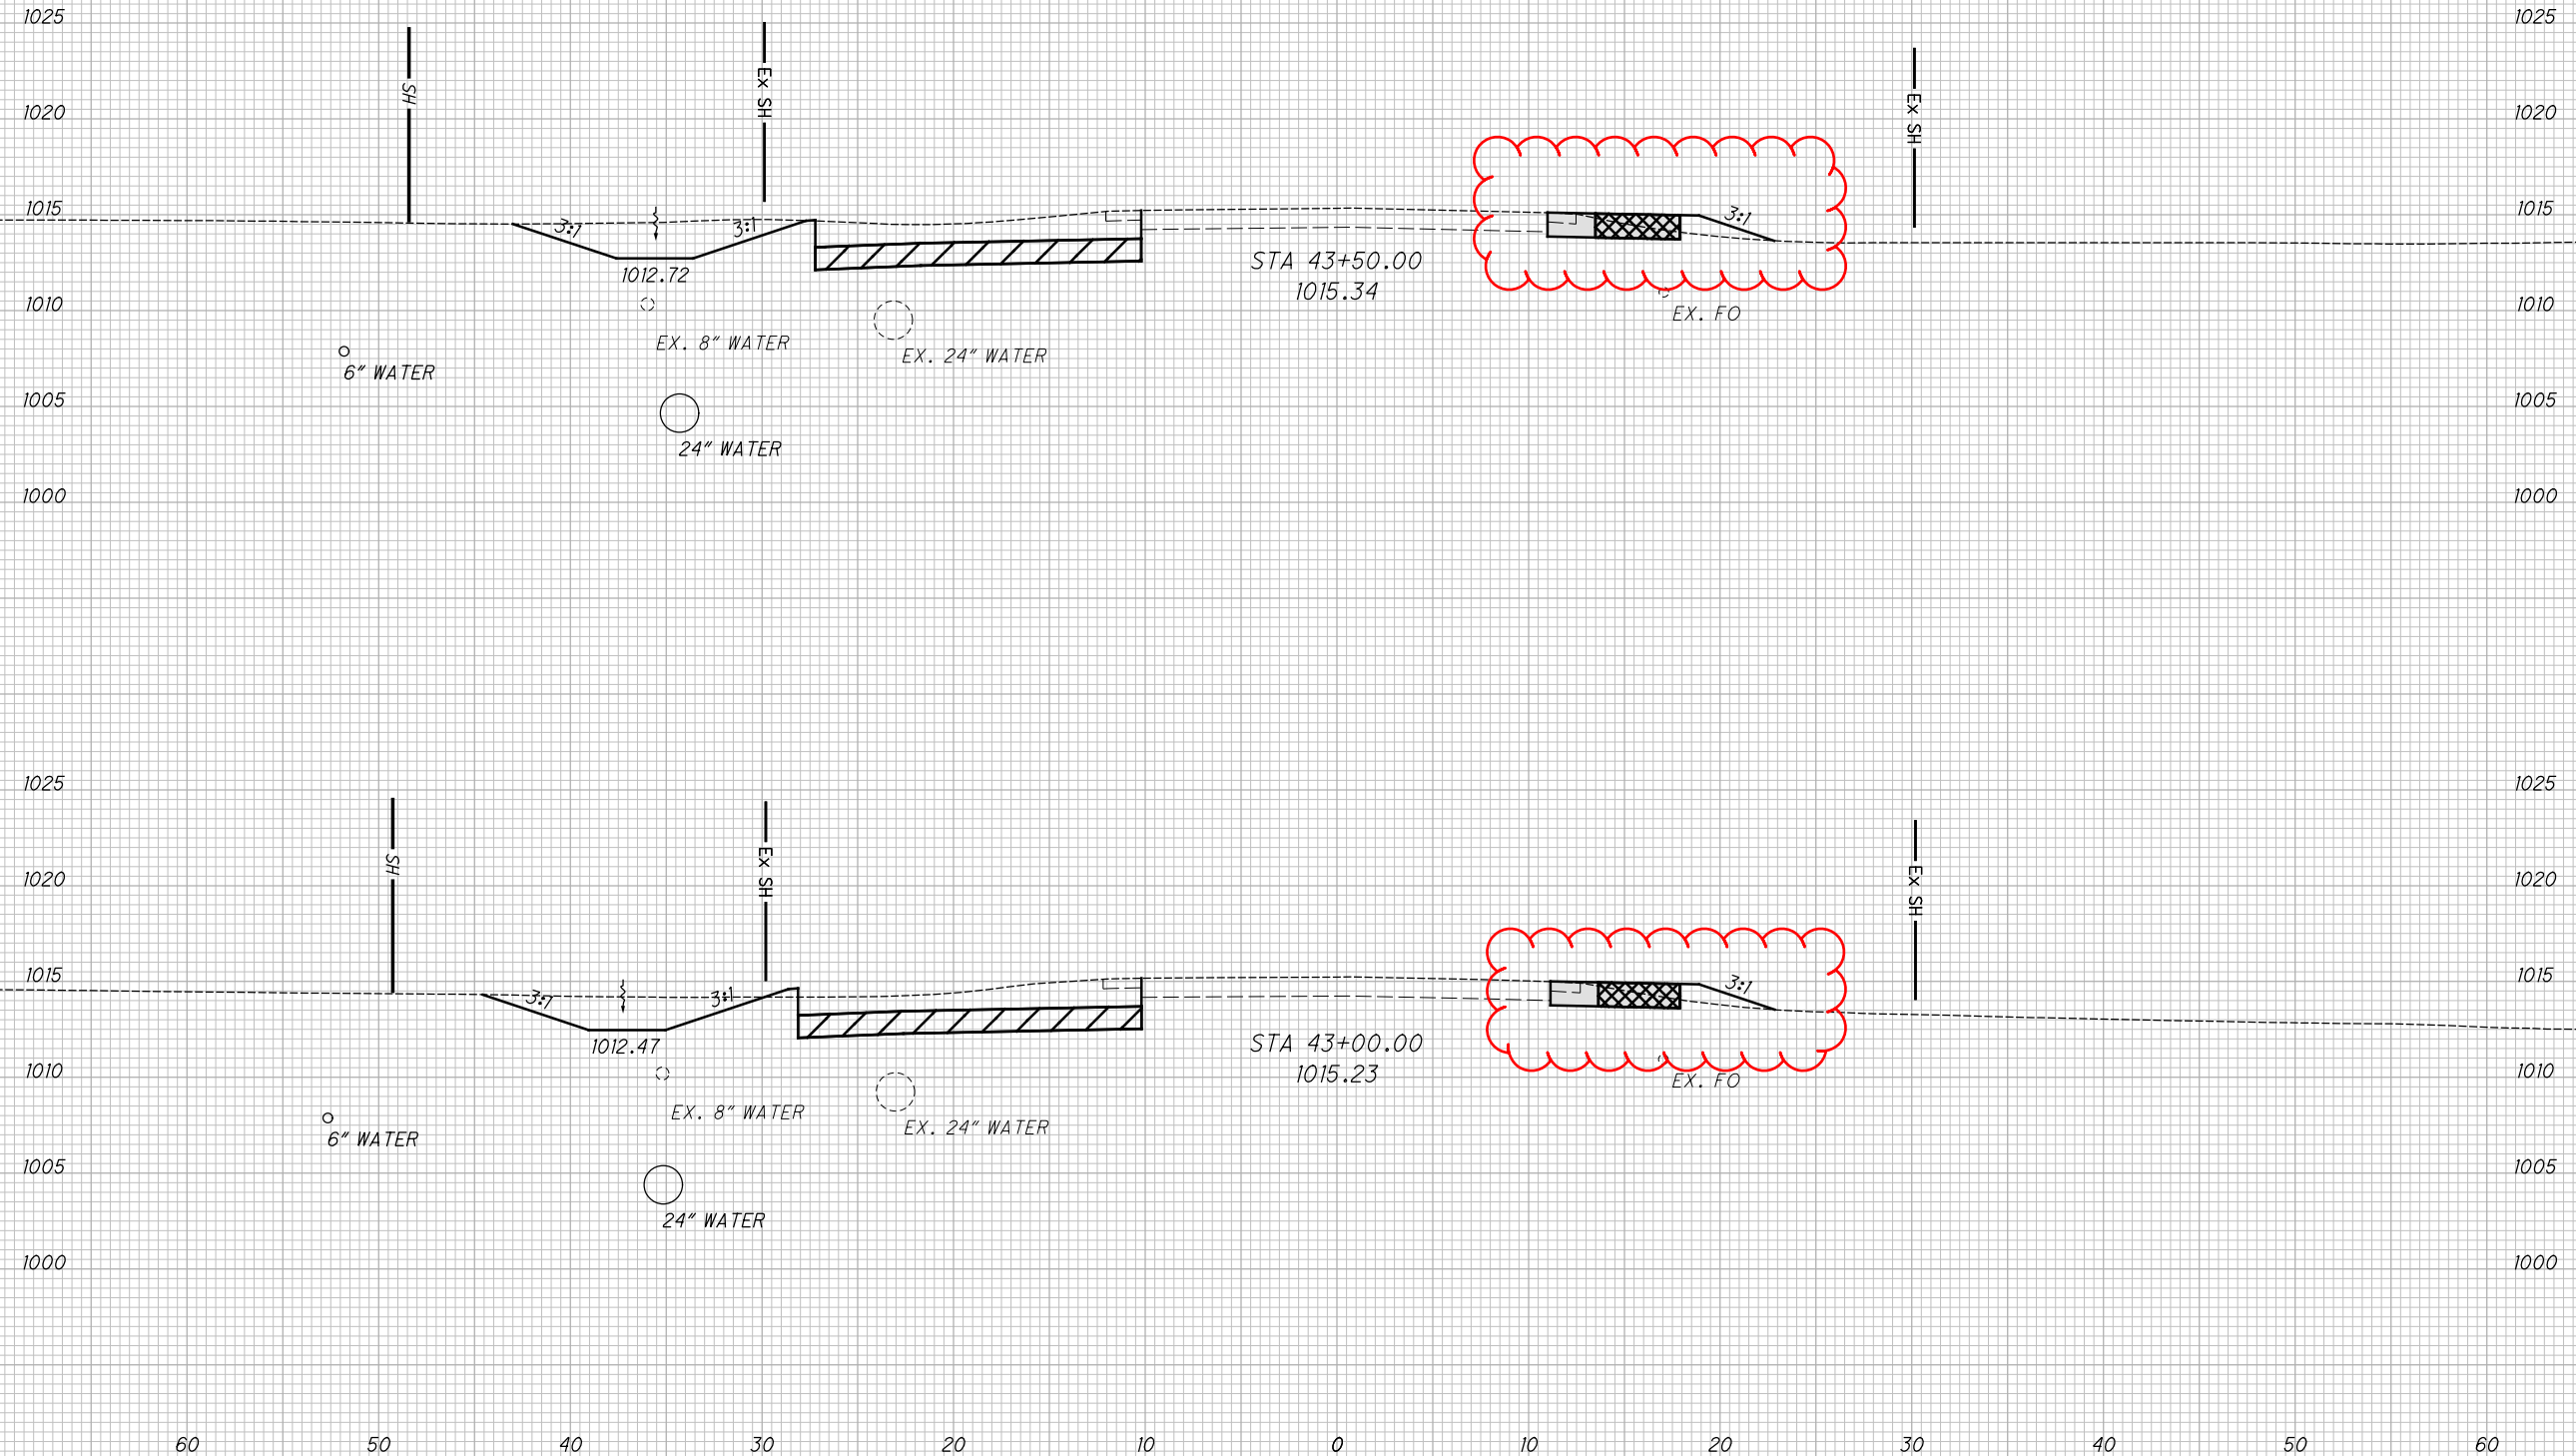 1025 1025
SH Ex SH Ex SH
1020 1020
1015 3:1 3:1 3:1 1015
1012.72 STA 43+50.00
1015.34
1010 EX. FO 1010
EX. 8" WATER EX. 24" WATER
6" WATER
1005 1005
24" WATER
1000 1000
1025 1025
SH Ex SH Ex SH
1020 1020
1015 3:1 3:1 3:1 1015
1012.47 STA 43+00.00
1015.23
1010 EX. FO 1010
EX. 8" WATER EX. 24" WATER
6" WATER
1005 1005
24" WATER
1000 1000
60 50 40 30 20 10 0 10 20 30 40 50 60